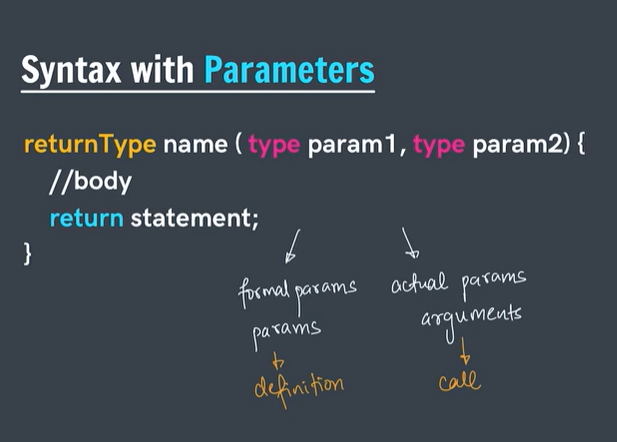 Syntax with Parameters
returnType name ( type param1, type param2) {
//body
return statement;
}
formal params
params
definition
actual params
arguments
call